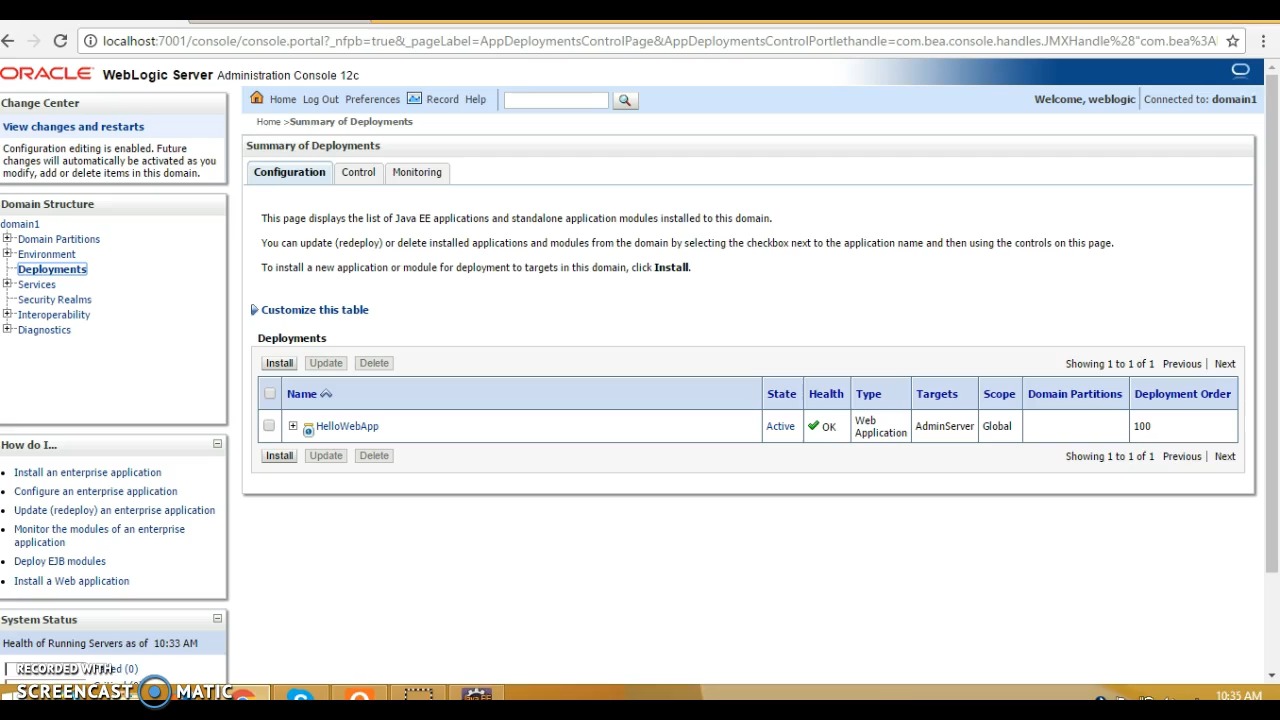 localhost:7001/console/console.portal?_nfpb=true&_pageLabel=AppDeploymentsControlPage&AppDeploymentsControlPortlethandle=com.bea.console.handles.JMXHandle%28"com.bea%3A
ORACLE WebLogic Server Administration Console 12c
Change Center
View changes and restarts
Configuration editing is enabled. Future
changes will automatically be activated as you
modify, add or delete items in this domain.
Domain Structure
domain1
Domain Partitions
Environment
Deployments
Services
Security Realms
Interoperability
Diagnostics
How do I...
Install an enterprise application
Configure an enterprise application
Update (redeploy) an enterprise application
Monitor the modules of an enterprise
application
Deploy EJB modules
Install a Web application
System Status
Health of Running Servers as of 10:33 AM
Home Log Out Preferences Record Help
Welcome, weblogic Connected to: domain1
Home >Summary of Deployments
Summary of Deployments
Configuration Control Monitoring
This page displays the list of Java EE applications and standalone application modules installed to this domain.
You can update (redeploy) or delete installed applications and modules from the domain by selecting the checkbox next to the application name and then using the controls on this page.
To install a new application or module for deployment to targets in this domain, click Install.
Customize this table
Deployments
Install Update Delete Showing 1 to 1 of 1 Previous | Next
Name State Health Type Targets Scope Domain Partitions Deployment Order
HelloWebApp Active OK Web Application AdminServer Global 100
Install Update Delete Showing 1 to 1 of 1 Previous | Next
RECORDED WITH
SCREENCAST MATIC
Java EE
10:35 AM